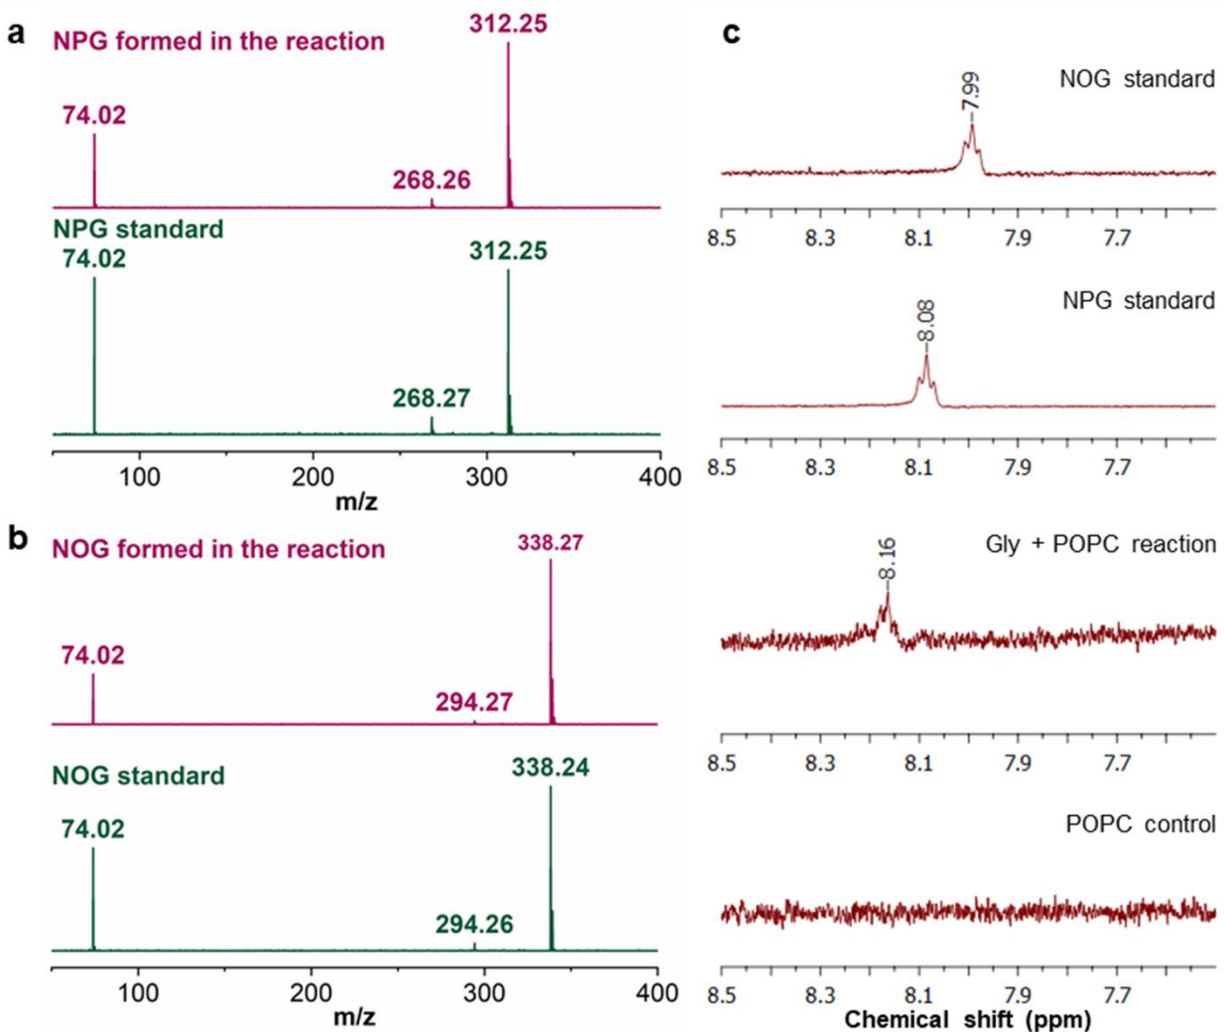 a
NPG formed in the reaction
312.25
74.02
268.26
NPG standard
74.02
312.25
268.27
100 200 300 400
m/z
b
NOG formed in the reaction
338.27
74.02
294.27
NOG standard
338.24
74.02
294.26
100 200 300 400
m/z
c
NOG standard
7.99
8.5 8.3 8.1 7.9 7.7
NPG standard
8.08
8.5 8.3 8.1 7.9 7.7
Gly + POPC reaction
8.16
8.5 8.3 8.1 7.9 7.7
POPC control
8.5 8.3 8.1 7.9 7.7
Chemical shift (ppm)